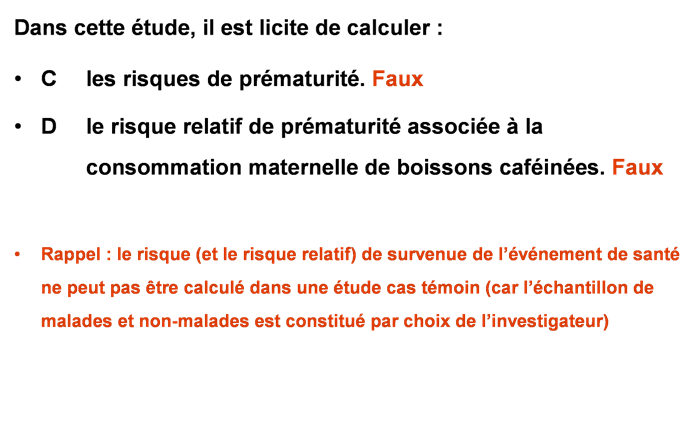 Dans cette étude, il est licite de calculer :
• C les risques de prématurité. Faux
• D le risque relatif de prématurité associée à la
consommation maternelle de boissons caféinées. Faux
• Rappel : le risque (et le risque relatif) de survenue de l’événement de santé
ne peut pas être calculé dans une étude cas témoin (car l’échantillon de
malades et non-malades est constitué par choix de l’investigateur)